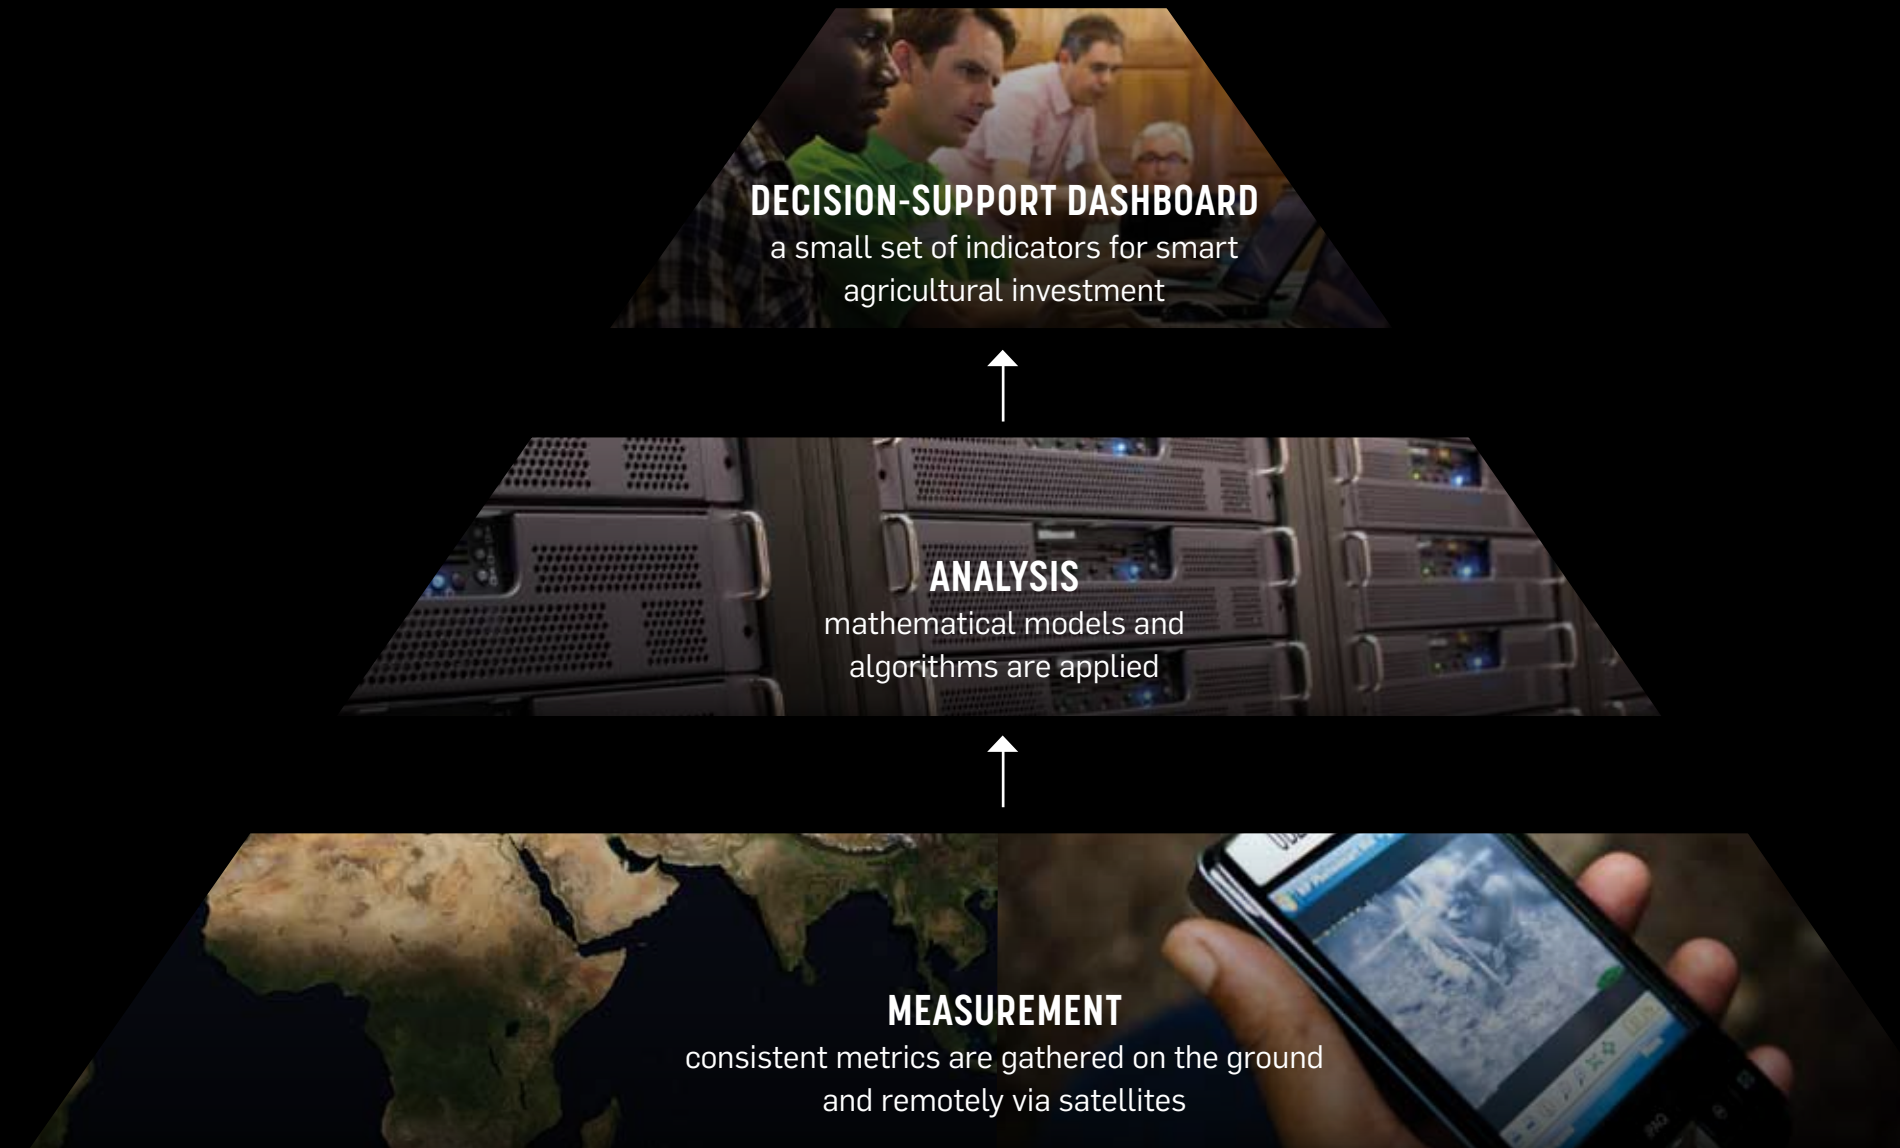 DECISION-SUPPORT DASHBOARD
a small set of indicators for smart
agricultural investment
ANALYSIS
mathematical models and
algorithms are applied
MEASUREMENT
consistent metrics are gathered on the ground
and remotely via satellites
iPAQ